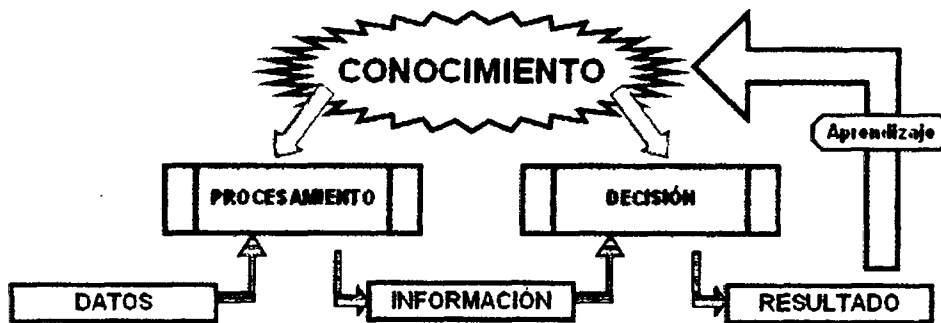 CONOCIMIENTO
Aprendizaje
PROCESAMIENTO
DECISIÓN
DATOS
INFORMACIÓN
RESULTADO